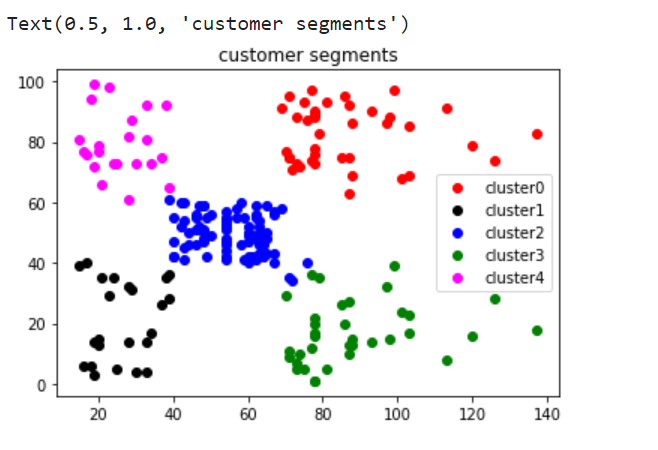 Text(0.5, 1.0, 'customer segments')
customer segments
100
80
60
40
20
0
cluster0
cluster1
cluster2
cluster3
cluster4
20 40 60 80 100 120 140